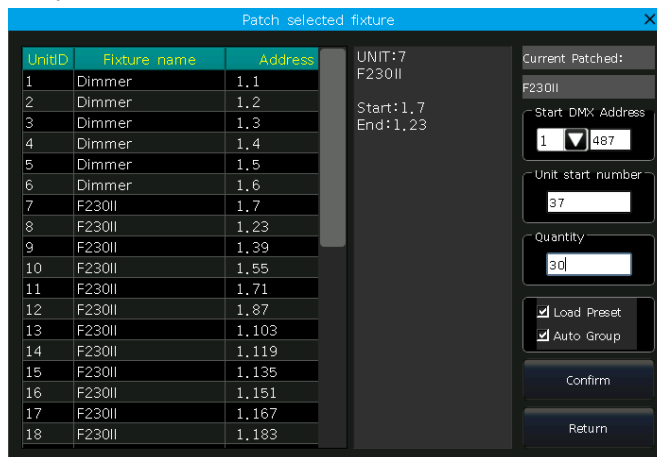 Patch selected fixture
UnitID Fixture name Address
1 Dimmer 1.1
2 Dimmer 1.2
3 Dimmer 1.3
4 Dimmer 1.4
5 Dimmer 1.5
6 Dimmer 1.6
7 F230II 1.7
8 F230II 1.23
9 F230II 1.39
10 F230II 1.55
11 F230II 1.71
12 F230II 1.87
13 F230II 1.103
14 F230II 1.119
15 F230II 1.135
16 F230II 1.151
17 F230II 1.167
18 F230II 1.183
UNIT:7
F230II
Start:1.7
End:1.23
Current Patched:
F230II
Start DMX Address
1 487
Unit start number
37
Quantity
30
Load Preset
Auto Group
Confirm
Return